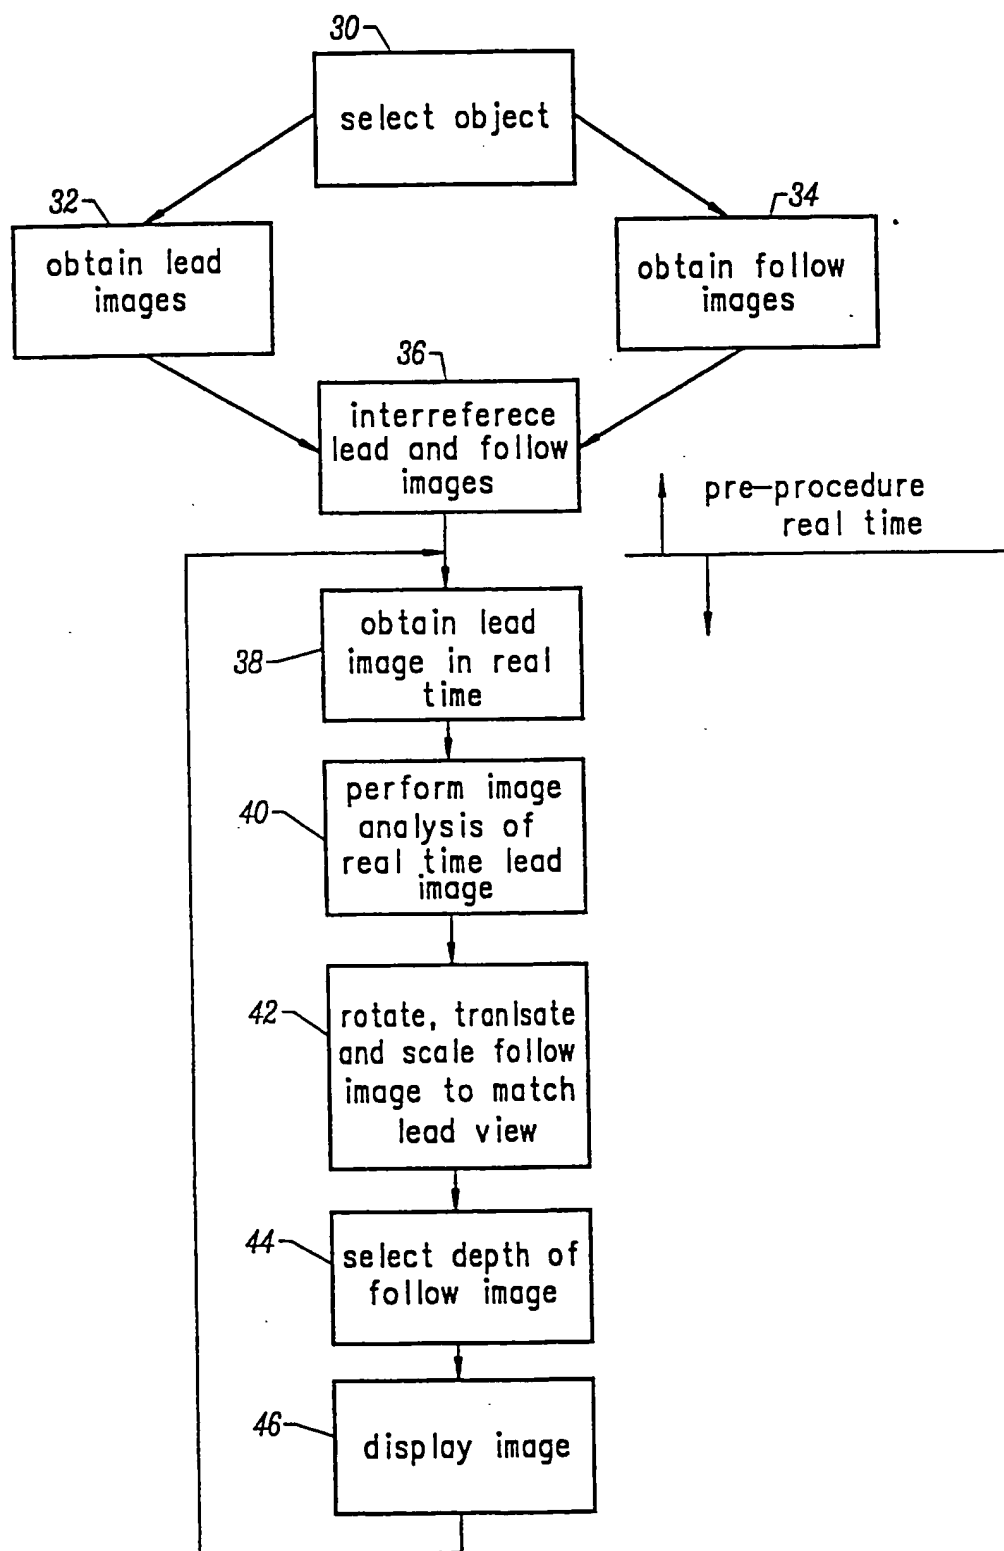 30
select object
32
obtain lead
images
34
obtain follow
images
36
interreferece
lead and follow
images
pre-procedure
real time
38
obtain lead
image in real
time
40
perform image
analysis of
real time lead
image
42
rotate, tranlsate
and scale follow
image to match
lead view
44
select depth of
follow image
46
display image